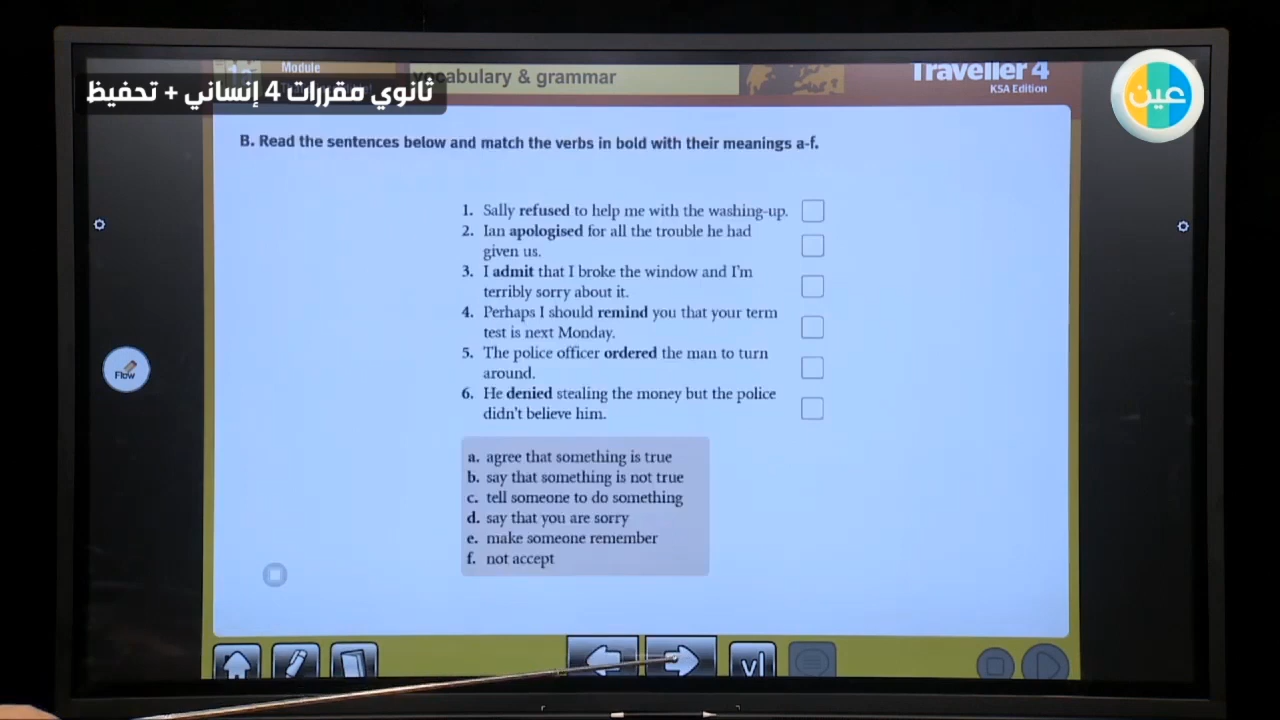 Module
vocabulary & grammar
Traveller 4
KSA Edition
ثانوي مقررات 4 إنساني + تحفيظ
عين
B. Read the sentences below and match the verbs in bold with their meanings a-f.
1. Sally refused to help me with the washing-up.
2. Ian apologised for all the trouble he had
given us.
3. I admit that I broke the window and I'm
terribly sorry about it.
4. Perhaps I should remind you that your term
test is next Monday.
5. The police officer ordered the man to turn
around.
6. He denied stealing the money but the police
didn't believe him.
Flow
a. agree that something is true
b. say that something is not true
c. tell someone to do something
d. say that you are sorry
e. make someone remember
f. not accept